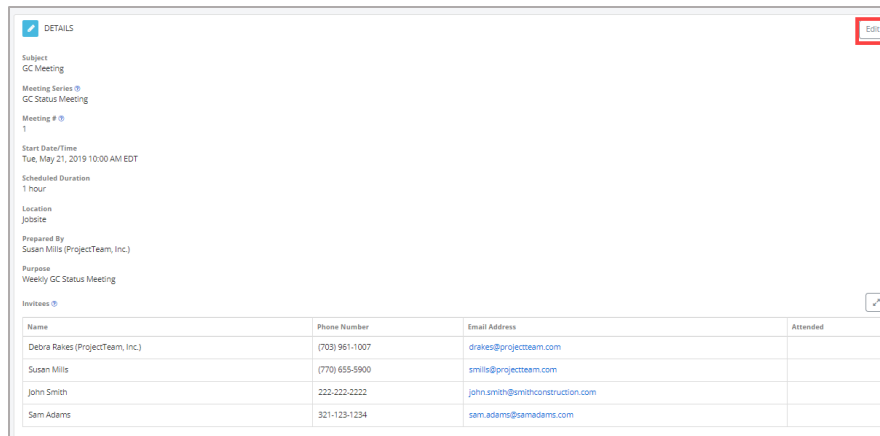 DETAILS
Edit
Subject
GC Meeting
Meeting Series
GC Status Meeting
Meeting #
1
Start Date/Time
Tue, May 21, 2019 10:00 AM EDT
Scheduled Duration
1 hour
Location
Jobsite
Prepared By
Susan Mills (ProjectTeam, Inc.)
Purpose
Weekly GC Status Meeting
Invitees
Name Phone Number Email Address Attended
Debra Rakes (ProjectTeam, Inc.) (703) 961-1007 drakes@projectteam.com
Susan Mills (770) 655-5900 smills@projectteam.com
John Smith 222-222-2222 john.smith@smithconstruction.com
Sam Adams 321-123-1234 sam.adams@samadams.com